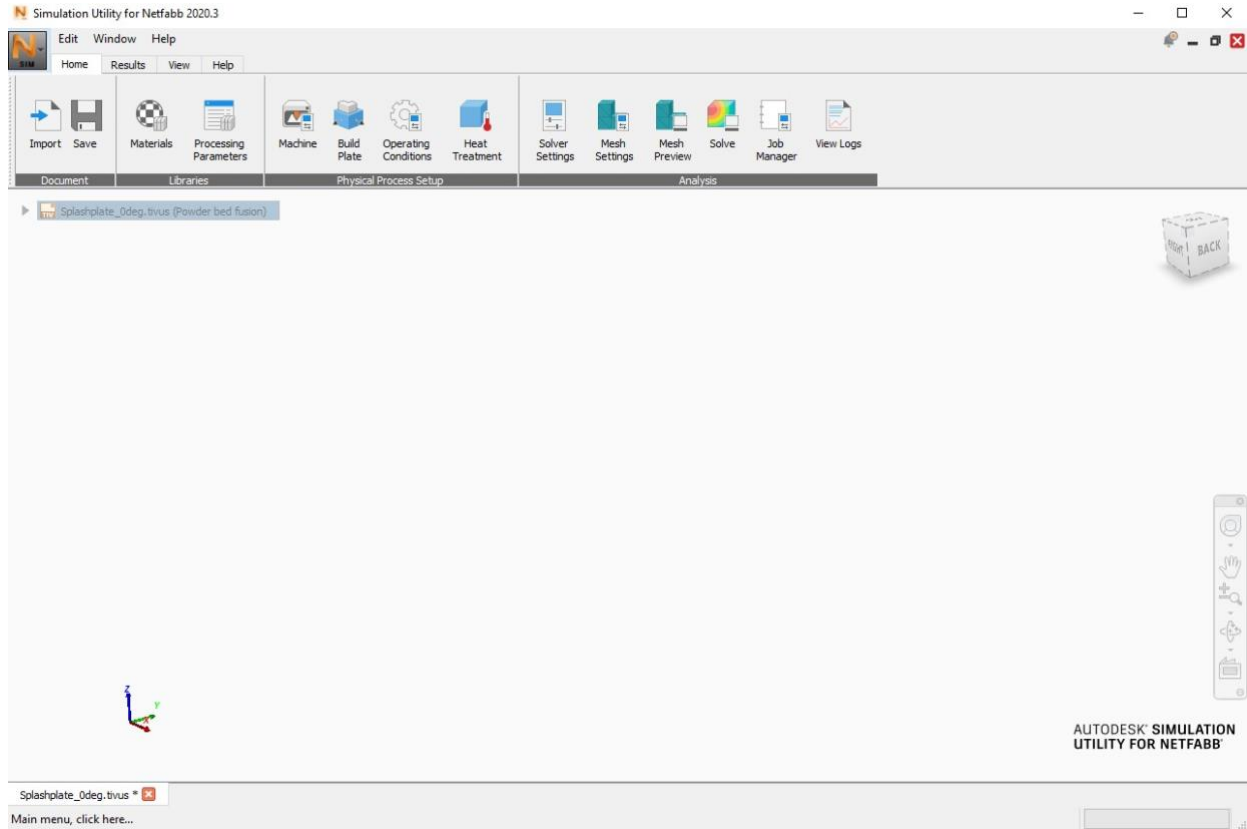 Simulation Utility for Netfabb 2020.3
Edit Window Help
SIM
Home Results View Help
Import Save Materials Processing Parameters Machine Build Plate Operating Conditions Heat Treatment Solver Settings Mesh Settings Mesh Preview Solve Job Manager View Logs
Document Libraries Physical Process Setup Analysis
TIV Splashplate_0deg.tivus (Powder bed fusion)
RIGHT BACK
Z
Y
X
AUTODESK® SIMULATION
UTILITY FOR NETFABB®
Splashplate_0deg.tivus *
Main menu, click here...